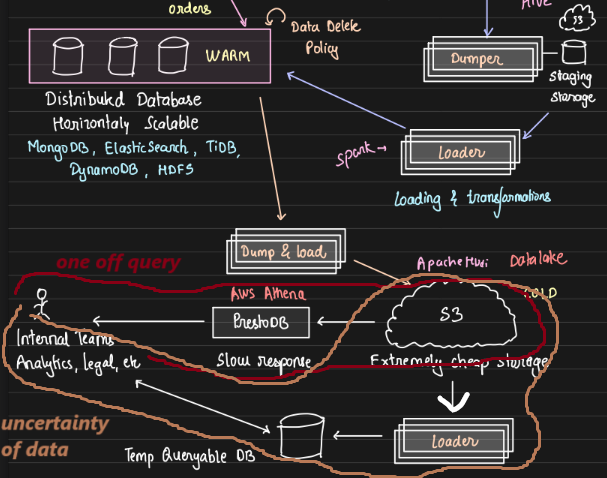 orders
Hive
S3
Data Delete
Policy
WARM
Dumper
Staging
Storage
Distributed Database
Horizontaly Scalable
MongoDB, ElasticSearch, TiDB,
DynamoDB, HDFS
Spark →
Loader
Loading & transformations
Dump & load
one off query
Apache Hudi
Datalake
COLD
AWS Athena
PrestoDB
S3
Internal Teams
Analytics, legal, etc
Slow response
Extremely cheap storage
uncertainty
of data
Temp Queryable DB
Loader